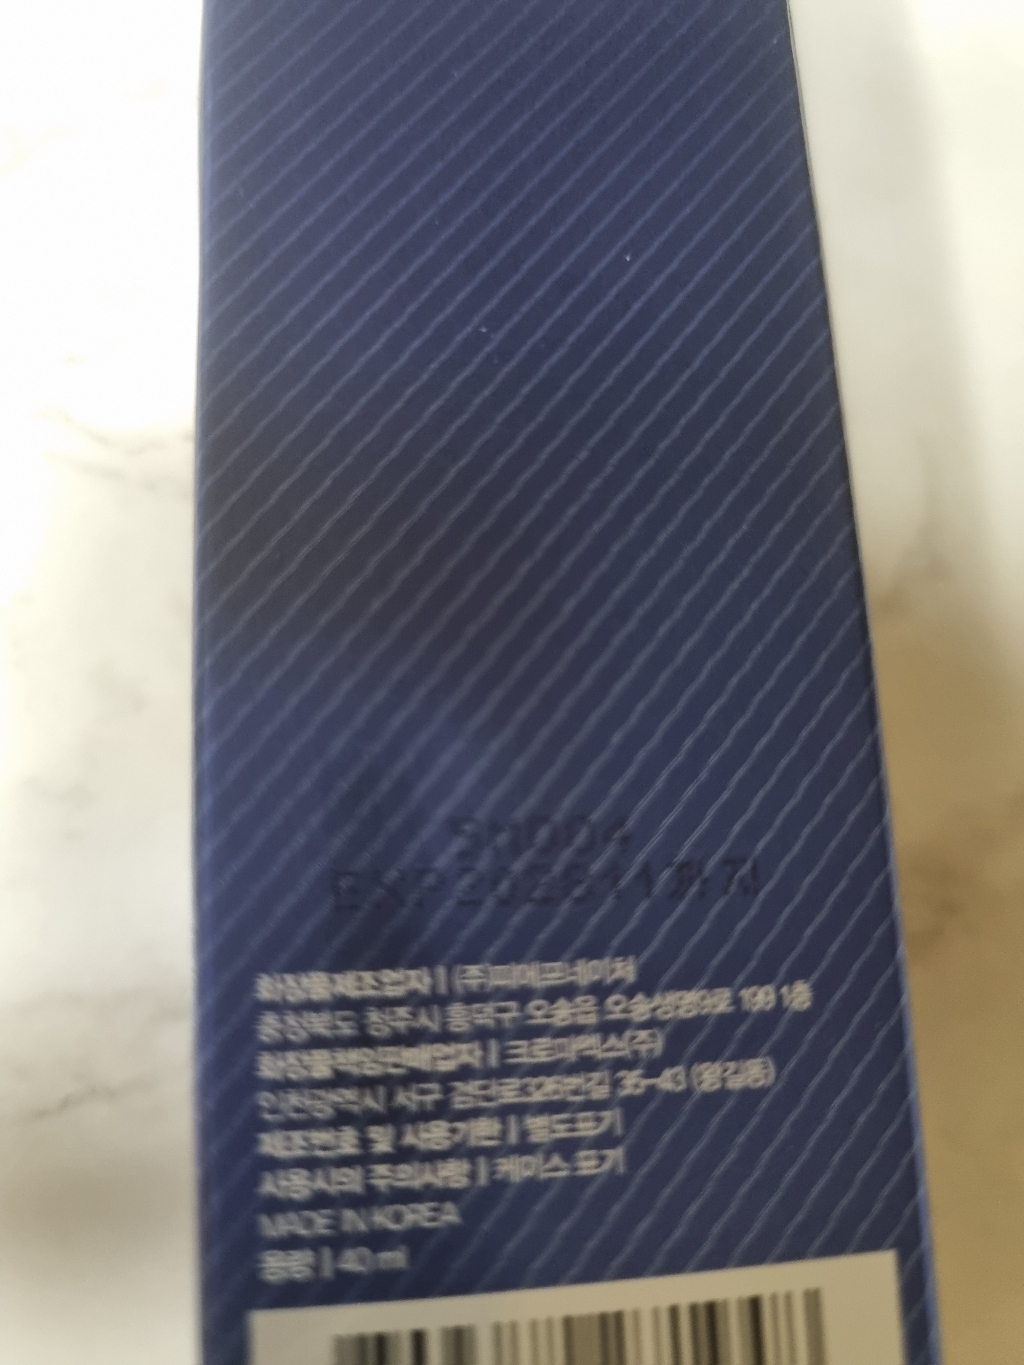 화장품제조업자 | (주)피에프네이처
충청북도 청주시 흥덕구 오송읍 오송생명9로 199 1층
화장품책임판매업자 | 크로마엑스(주)
인천광역시 서구 검단로326번길 35-43 (왕길동)
제조번호 및 사용기한 | 별도표기
사용시의 주의사항 | 케이스 표기
MADE IN KOREA
용량 | 40 ml